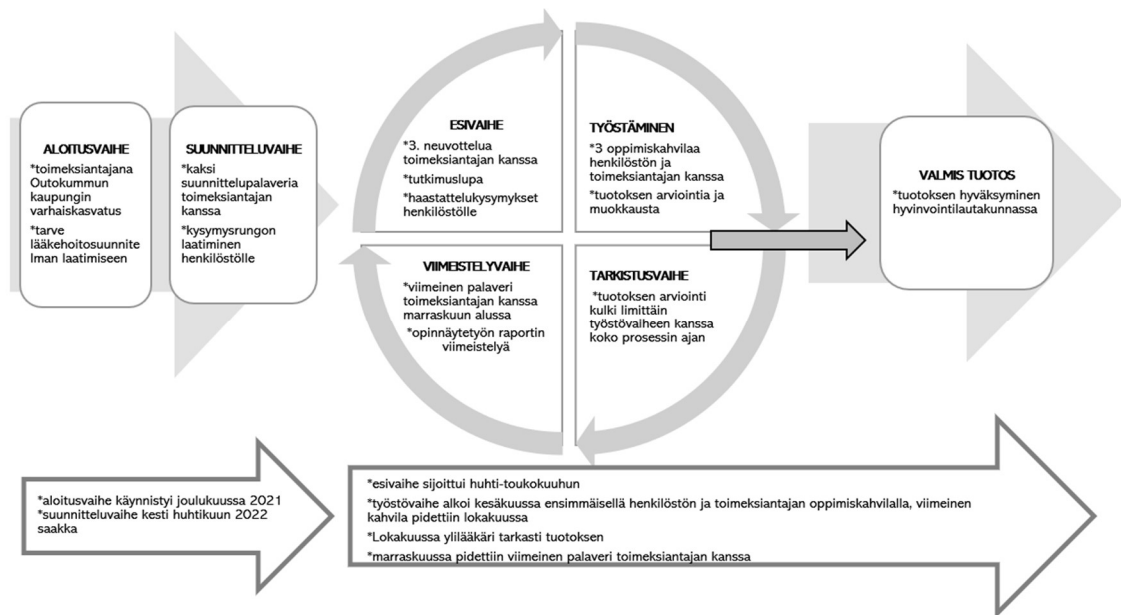 ALOITUSVAIHE
*toimeksiantajana
Outokummun
kaupungin
varhaiskasvatus
*tarve
lääkehoitosuunnite
lman laatimiseen
SUUNNITTELUVAIHE
*kaksi
suunnittelupalaveria
toimeksiantajan
kanssa
*kysymysrungon
laatiminen
henkilöstölle
ESIVAIHE
*3. neuvottelua
toimeksiantajan kanssa
*tutkimuslupa
*haastattelukysymykset
henkilöstölle
TYÖSTÄMINEN
*3 oppimiskahvilaa
henkilöstön ja
toimeksiantajan kanssa
*tuotoksen arviointia ja
muokkausta
VIIMEISTELYVAIHE
*viimeinen palaveri
toimeksiantajan kanssa
marraskuun alussa
*opinnäytetyön raportin
viimeistelyä
TARKISTUSVAIHE
*tuotoksen arviointi
kulki limittäin
työstövaiheen kanssa
koko prosessin ajan
VALMIS TUOTOS
*tuotoksen hyväksyminen
hyvinvointilautakunnassa
*aloitusvaihe käynnistyi joulukuussa 2021
*suunnitteluvaihe kesti huhtikuun 2022
saakka
*esivaihe sijoittui huhti-toukokuuhun
*työstövaihe alkoi kesäkuussa ensimmäisellä henkilöstön ja toimeksiantajan oppimiskahvilalla, viimeinen
kahvila pidettiin lokakuussa
*Lokakuussa ylilääkäri tarkasti tuotoksen
*marraskuussa pidettiin viimeinen palaveri toimeksiantajan kanssa